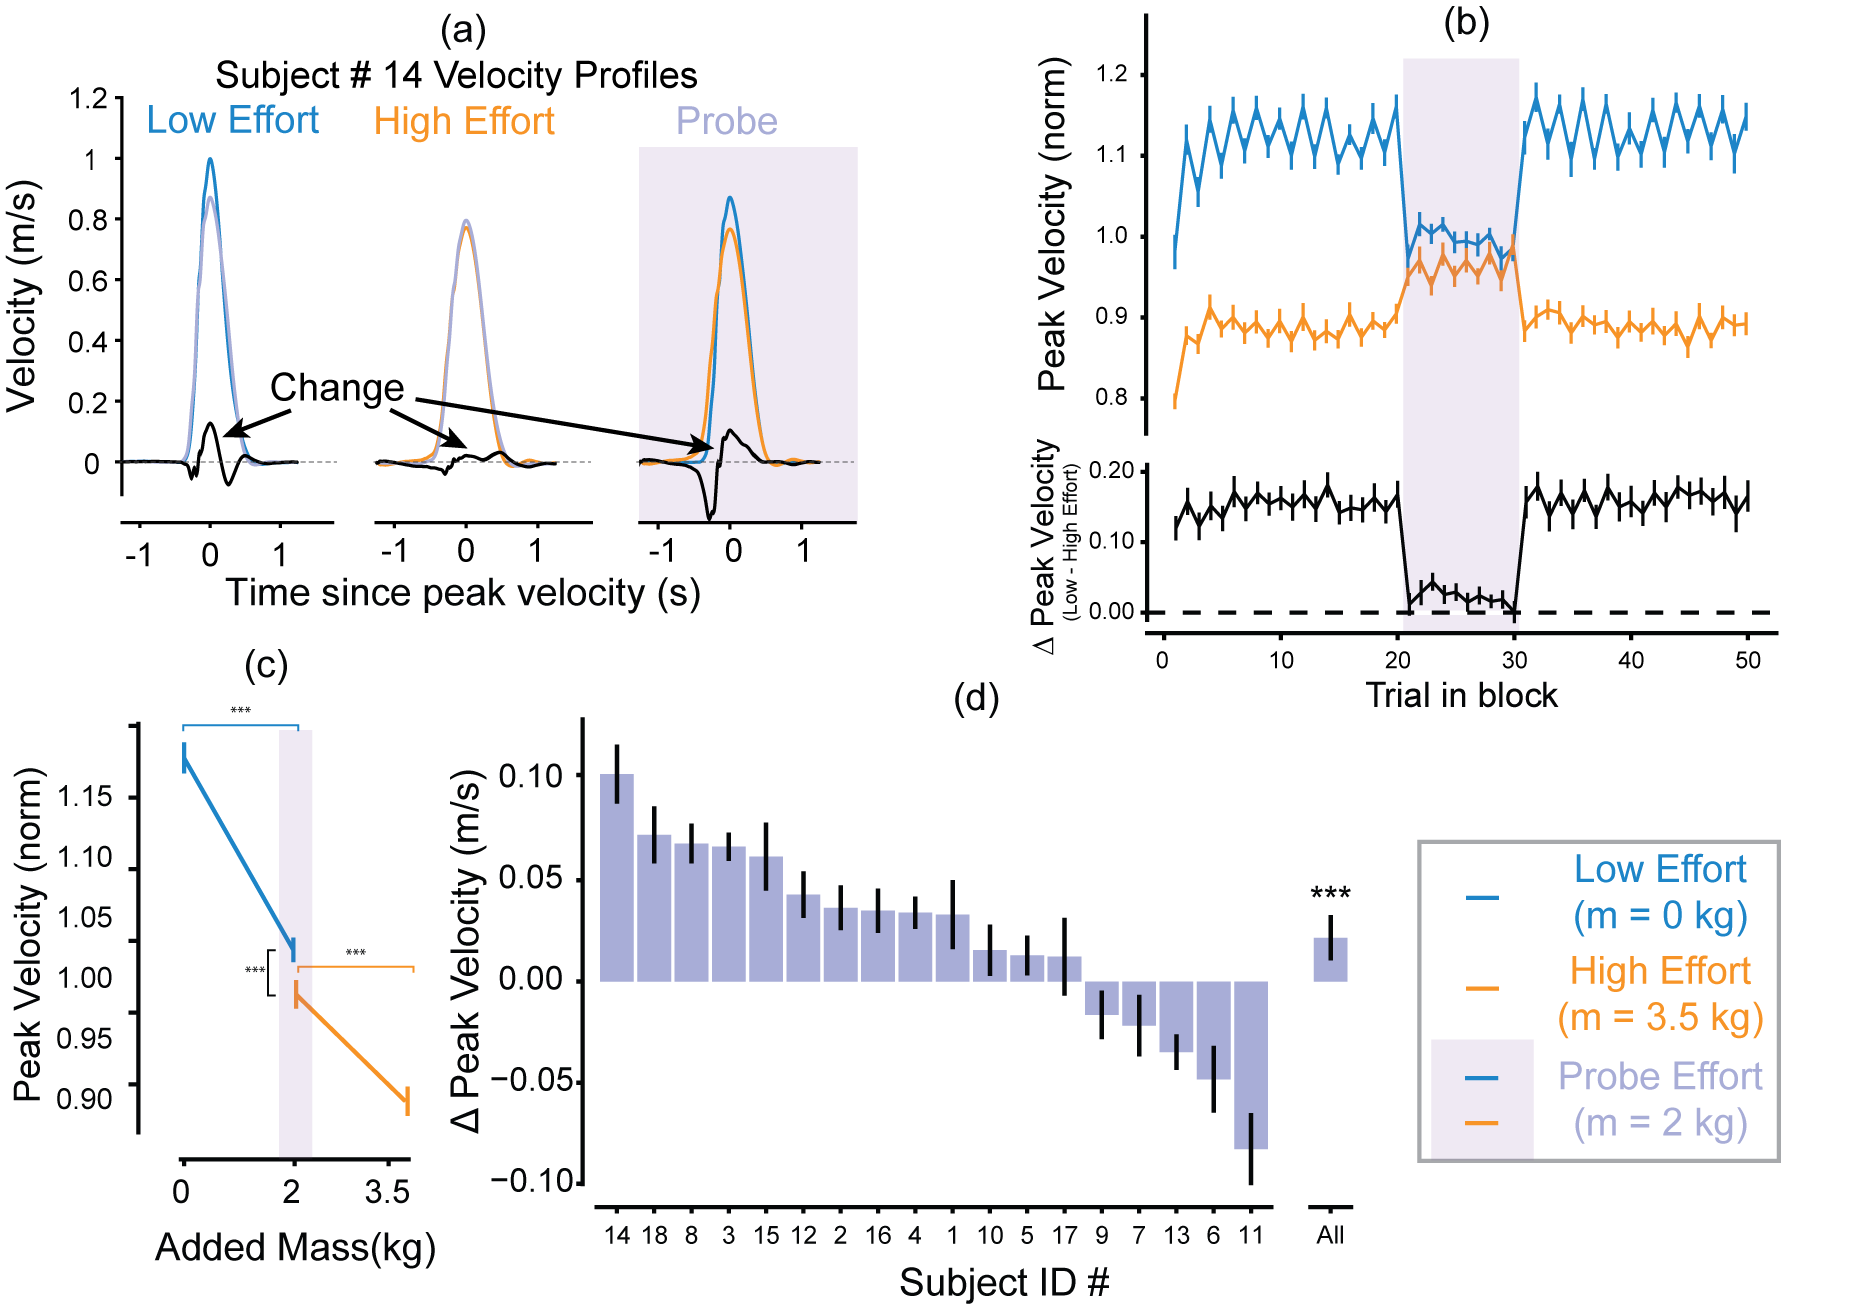 (a)
Subject # 14 Velocity Profiles
Low Effort
High Effort
Probe
Velocity (m/s)
1.2
1
0.8
0.6
0.4
0.2
0
Change
-1 0 1
-1 0 1
-1 0 1
Time since peak velocity (s)
(b)
Peak Velocity (norm)
1.2
1.1
1.0
0.9
0.8
Δ Peak Velocity
(Low - High Effort)
0.20
0.10
0.00
0 10 20 30 40 50
Trial in block
(c)
Peak Velocity (norm)
1.15
1.10
1.05
1.00
0.95
0.90
***
***
***
0 2 3.5
Added Mass(kg)
(d)
Δ Peak Velocity (m/s)
0.10
0.05
0.00
−0.05
−0.10
***
14 18 8 3 15 12 2 16 4 1 10 5 17 9 7 13 6 11 All
Subject ID #
Low Effort
(m = 0 kg)
High Effort
(m = 3.5 kg)
Probe Effort
(m = 2 kg)